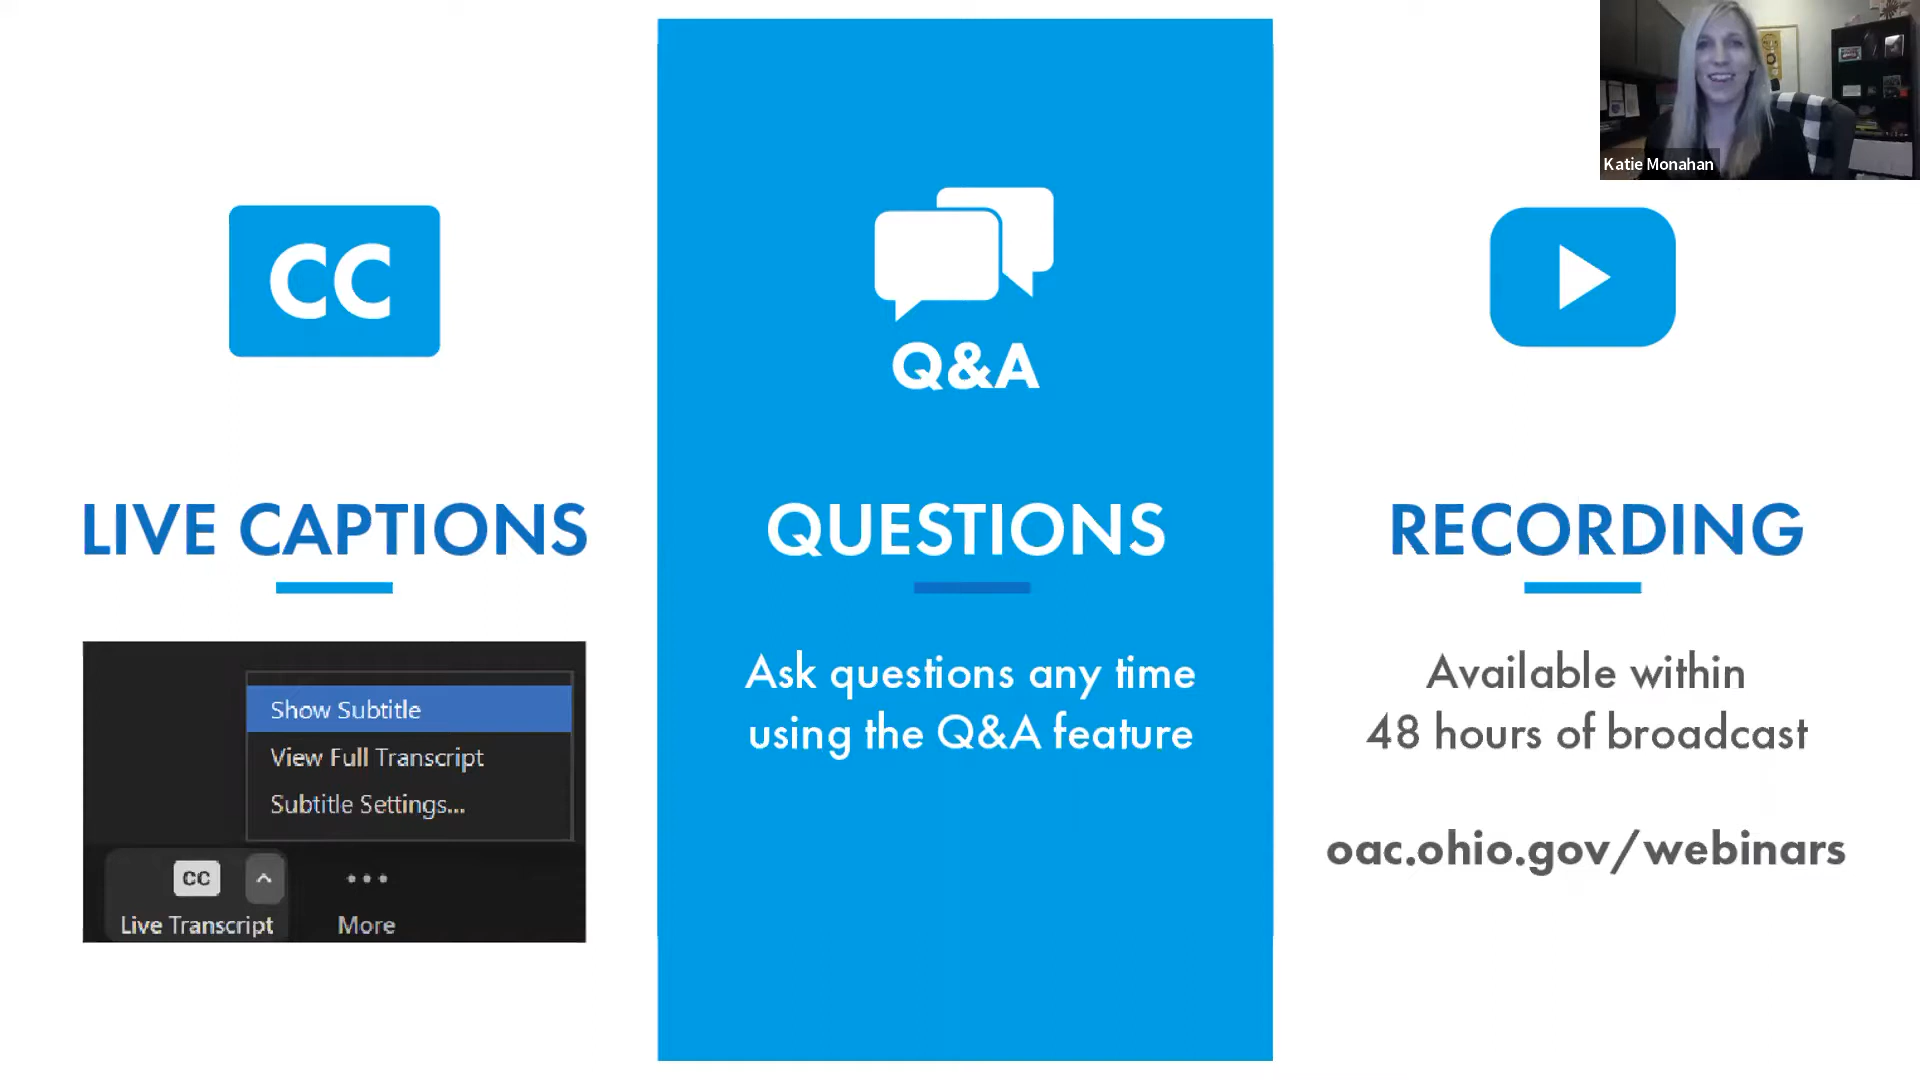 Katie Monahan
CC
LIVE CAPTIONS
Show Subtitle
View Full Transcript
Subtitle Settings...
CC
Live Transcript
More
Q&A
QUESTIONS
Ask questions any time
using the Q&A feature
RECORDING
Available within
48 hours of broadcast
oac.ohio.gov/webinars